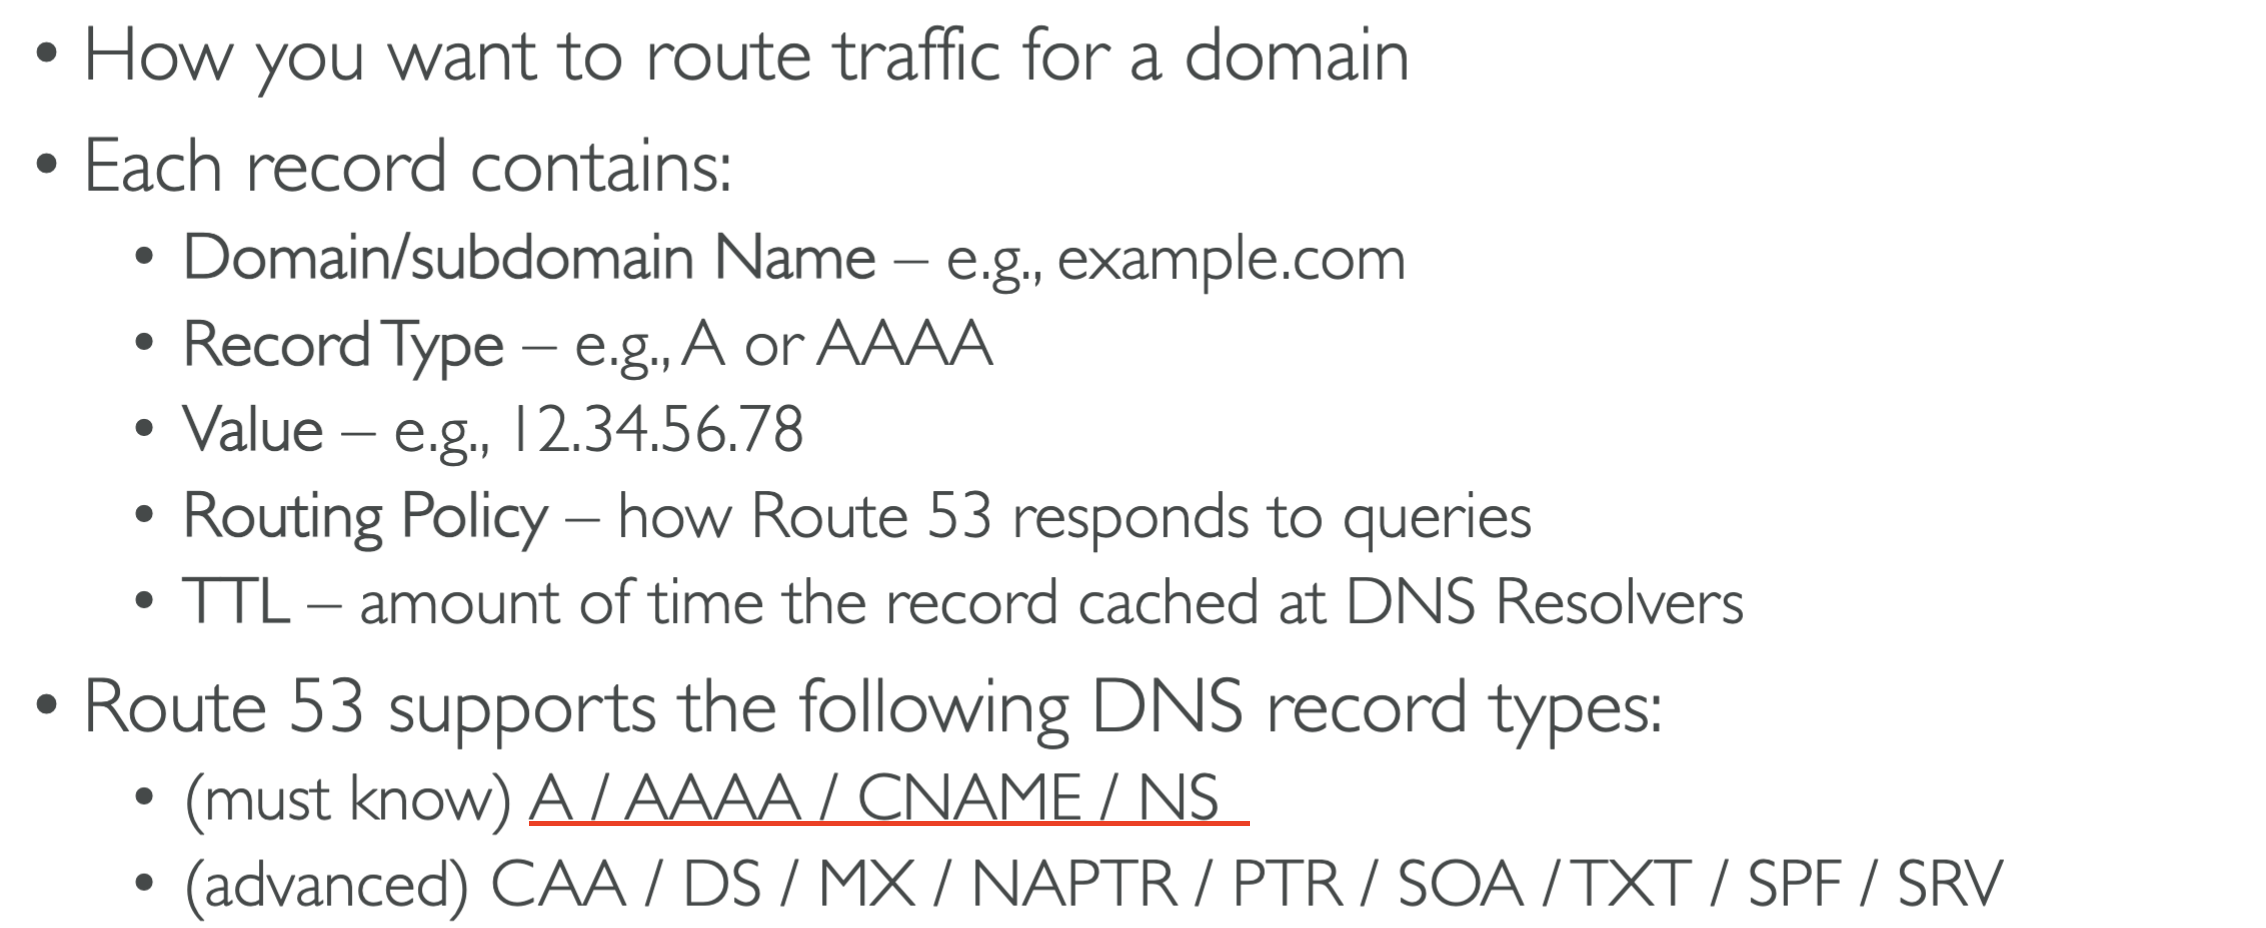 • How you want to route traffic for a domain
• Each record contains:
• Domain/subdomain Name – e.g., example.com
• Record Type – e.g., A or AAAA
• Value – e.g., 12.34.56.78
• Routing Policy – how Route 53 responds to queries
• TTL – amount of time the record cached at DNS Resolvers
• Route 53 supports the following DNS record types:
• (must know) A / AAAA / CNAME / NS
• (advanced) CAA / DS / MX / NAPTR / PTR / SOA / TXT / SPF / SRV